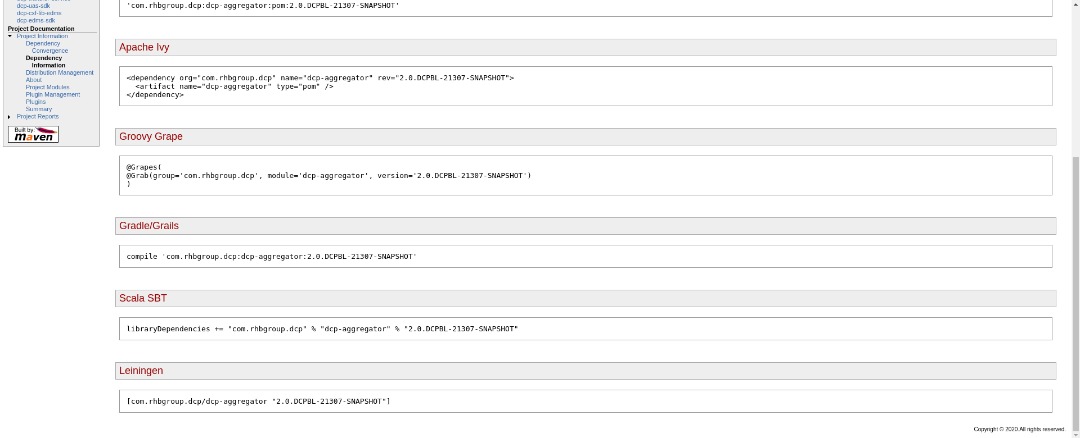 dcp-uas-sdk
dcp-cst-lib-edms
dcp-edms-sdk
Project Documentation
Project Information
Dependency
Convergence
Dependency
Information
Distribution Management
About
Project Modules
Plugin Management
Plugins
Summary
Project Reports
Built by:
maven
'com.rhbgroup.dcp:dcp-aggregator:pom:2.0.DCPBL-21307-SNAPSHOT'
Apache Ivy
<dependency org="com.rhbgroup.dcp" name="dcp-aggregator" rev="2.0.DCPBL-21307-SNAPSHOT">
<artifact name="dcp-aggregator" type="pom" />
</dependency>
Groovy Grape
@Grapes(
@Grab(group='com.rhbgroup.dcp', module='dcp-aggregator', version='2.0.DCPBL-21307-SNAPSHOT')
)
Gradle/Grails
compile 'com.rhbgroup.dcp:dcp-aggregator:2.0.DCPBL-21307-SNAPSHOT'
Scala SBT
libraryDependencies += "com.rhbgroup.dcp" % "dcp-aggregator" % "2.0.DCPBL-21307-SNAPSHOT"
Leiningen
[com.rhbgroup.dcp/dcp-aggregator "2.0.DCPBL-21307-SNAPSHOT"]
Copyright © 2020.All rights reserved.